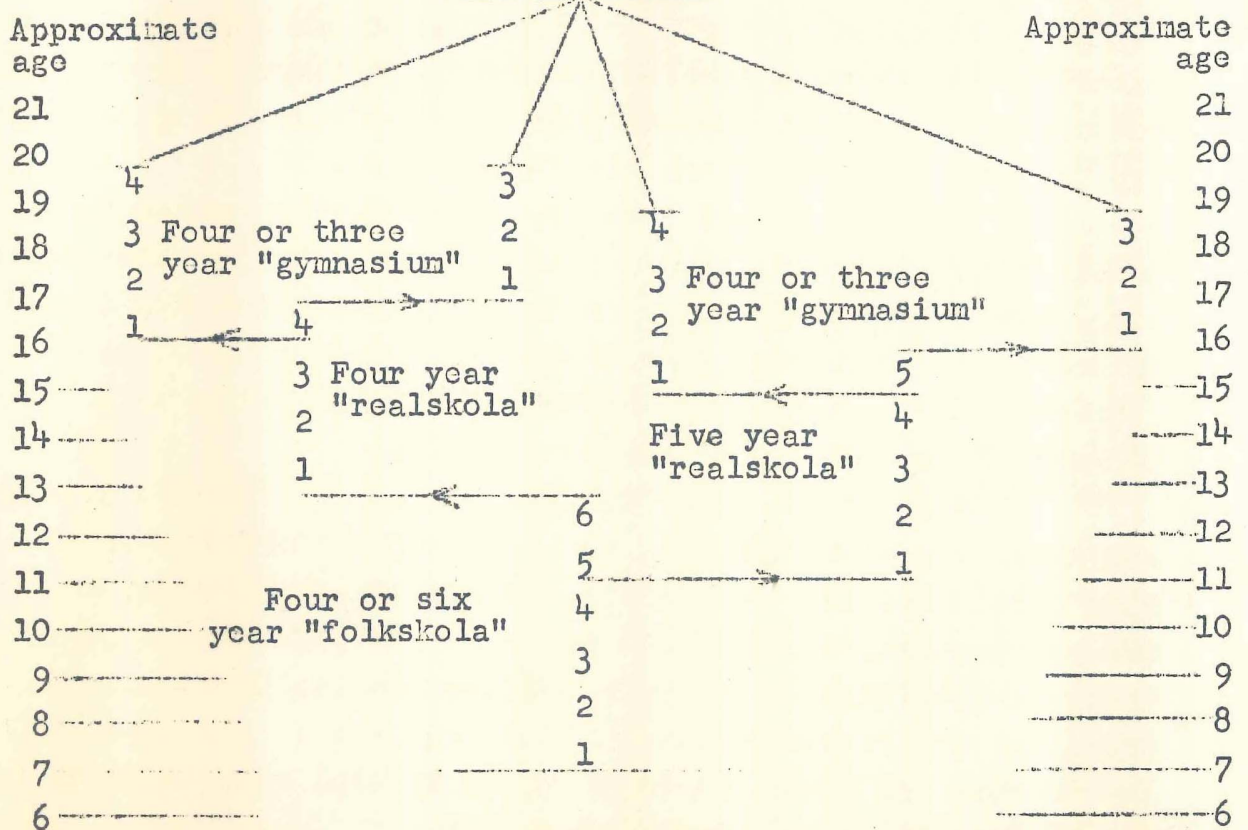 Approximate age
Approximate age
21 21
20 20
4 3
19 4 3 19
3 Four or three year "gymnasium" 2
18 18
2 1 3 Four or three year "gymnasium" 2
17 17
1 4 2 1
16 16
3 Four year "realskola" 1 5
15 15
2 4
14 Five year "realskola" 14
1 3
13 13
6 2
12 12
5 1
11 11
Four or six year "folkskola" 4
10 10
3
9 9
2
8 8
1
7 7
6 6